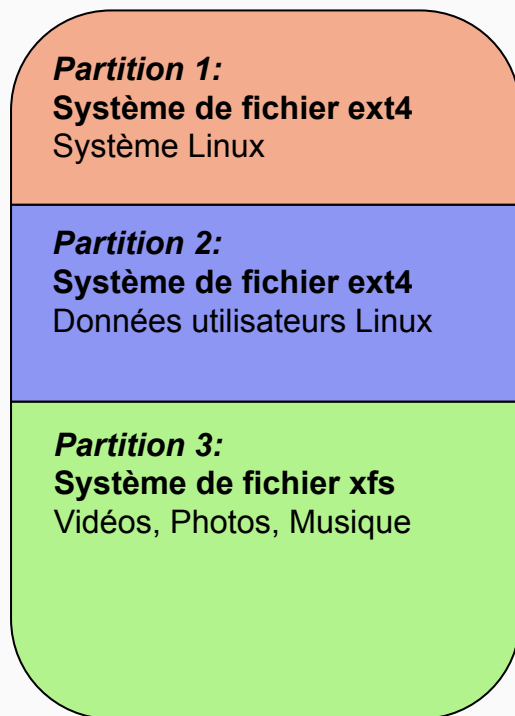 Partition 1:
Système de fichier ext4
Système Linux
Partition 2:
Système de fichier ext4
Données utilisateurs Linux
Partition 3:
Système de fichier xfs
Vidéos, Photos, Musique